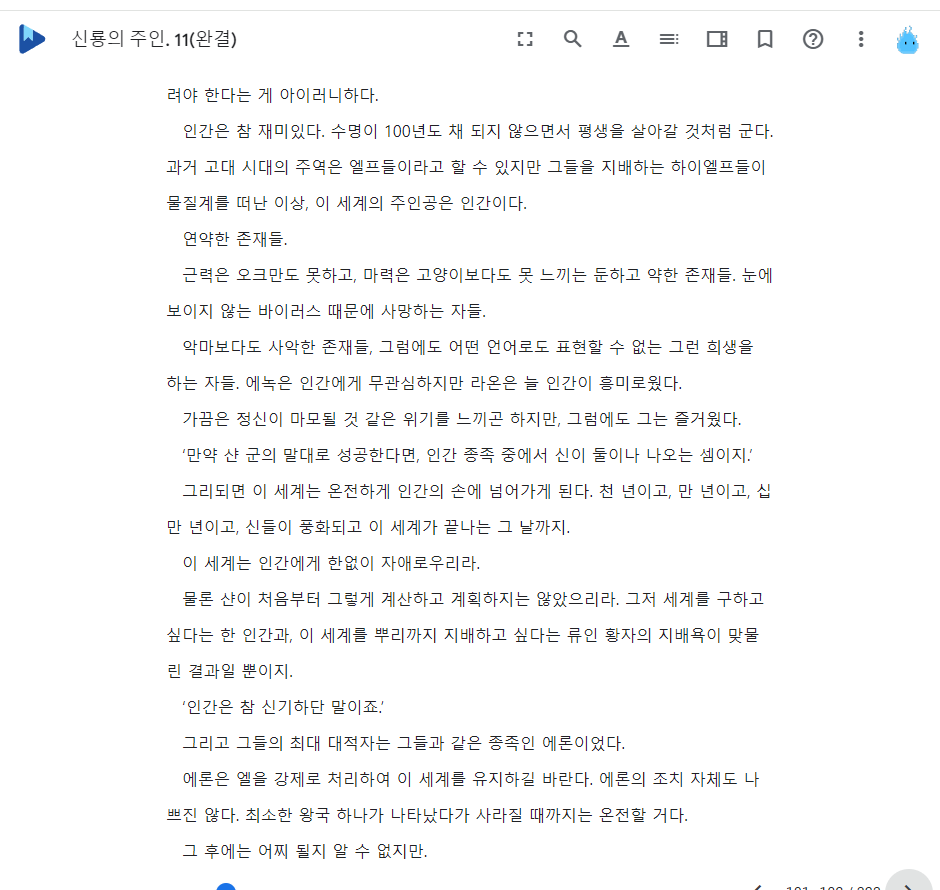 신룡의 주인. 11(완결)
려야 한다는 게 아이러니하다.
인간은 참 재미있다. 수명이 100년도 채 되지 않으면서 평생을 살아갈 것처럼 군다.
과거 고대 시대의 주역은 엘프들이라고 할 수 있지만 그들을 지배하는 하이엘프들이
물질계를 떠난 이상, 이 세계의 주인공은 인간이다.
연약한 존재들.
근력은 오크만도 못하고, 마력은 고양이보다도 못 느끼는 둔하고 약한 존재들. 눈에
보이지 않는 바이러스 때문에 사망하는 자들.
악마보다도 사악한 존재들, 그럼에도 어떤 언어로도 표현할 수 없는 그런 희생을
하는 자들. 에녹은 인간에게 무관심하지만 라온은 늘 인간이 흥미로웠다.
가끔은 정신이 마모될 것 같은 위기를 느끼곤 하지만, 그럼에도 그는 즐거웠다.
‘만약 샨 군의 말대로 성공한다면, 인간 종족 중에서 신이 둘이나 나오는 셈이지.’
그리되면 이 세계는 온전하게 인간의 손에 넘어가게 된다. 천 년이고, 만 년이고, 십
만 년이고, 신들이 풍화되고 이 세계가 끝나는 그 날까지.
이 세계는 인간에게 한없이 자애로우리라.
물론 샨이 처음부터 그렇게 계산하고 계획하지는 않았으리라. 그저 세계를 구하고
싶다는 한 인간과, 이 세계를 뿌리까지 지배하고 싶다는 류인 황자의 지배욕이 맞물
린 결과일 뿐이지.
‘인간은 참 신기하단 말이죠.’
그리고 그들의 최대 대적자는 그들과 같은 종족인 에론이었다.
에론은 엘을 강제로 처리하여 이 세계를 유지하길 바란다. 에론의 조치 자체도 나
쁘진 않다. 최소한 왕국 하나가 나타났다가 사라질 때까지는 온전할 거다.
그 후에는 어찌 될지 알 수 없지만.